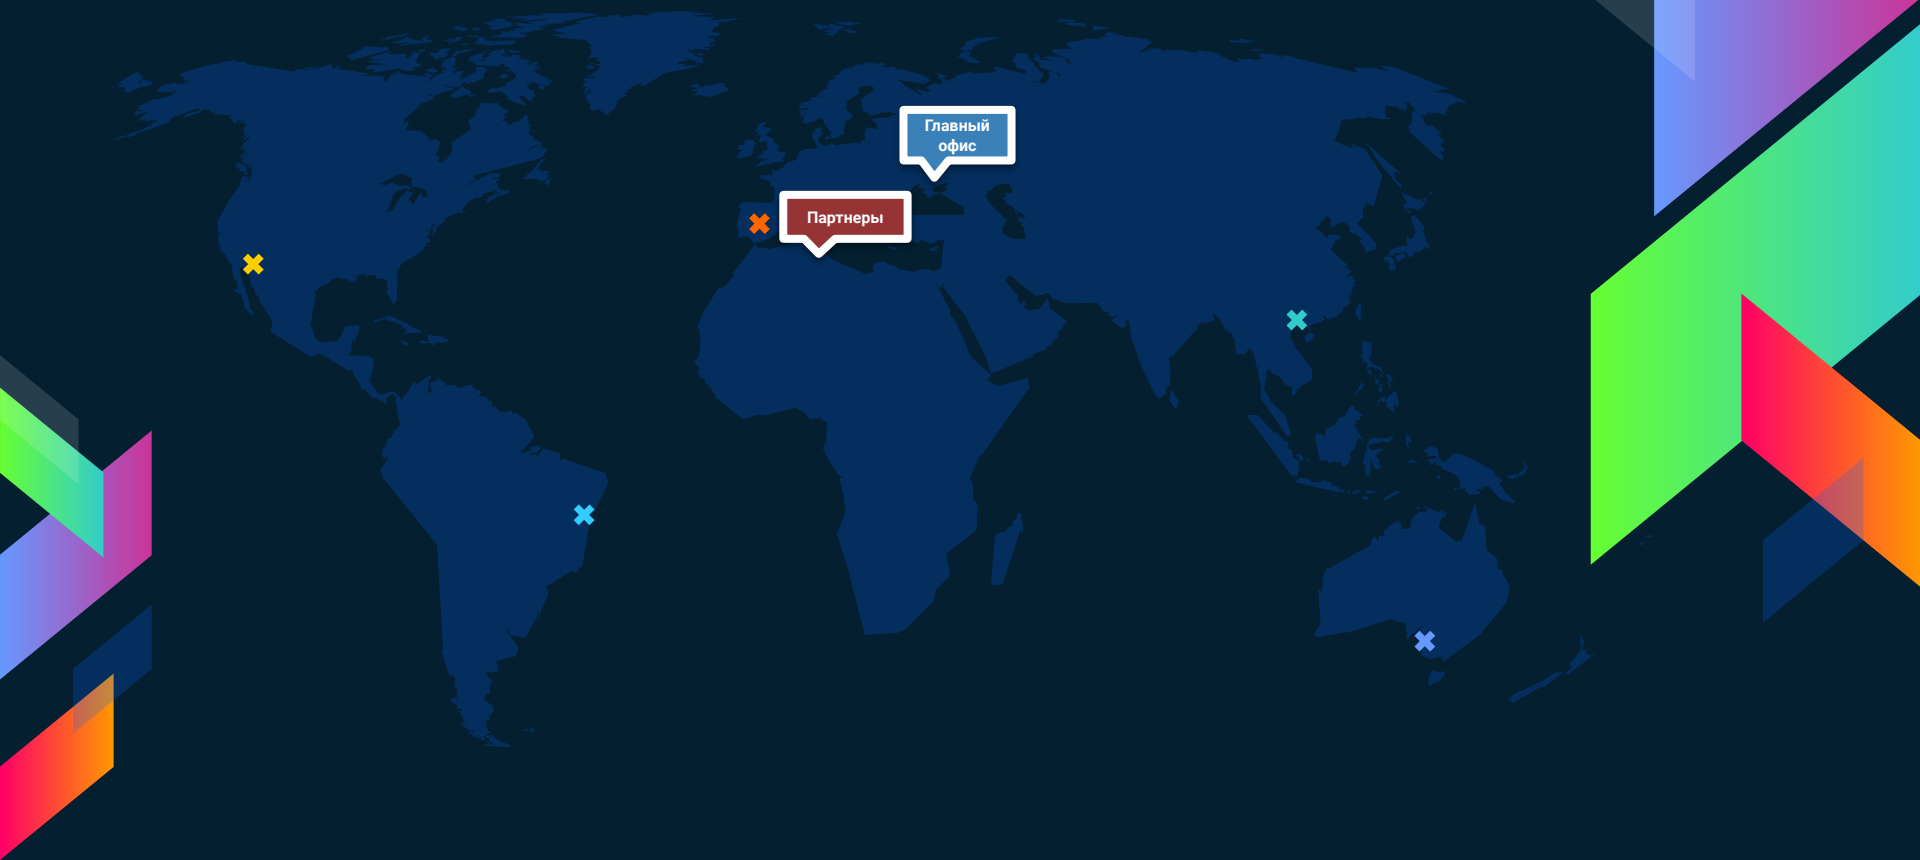 Главный
офис
Партнеры